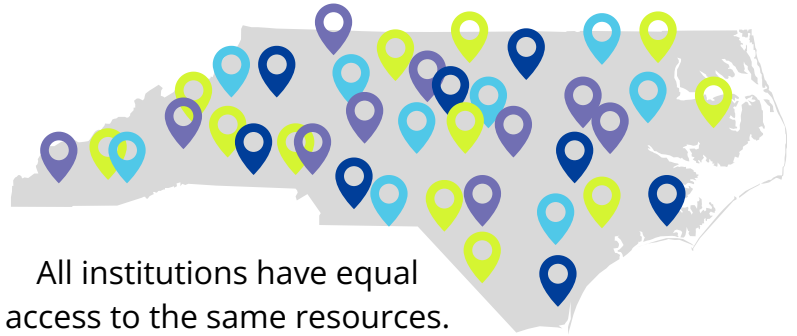 All institutions have equal
access to the same resources.